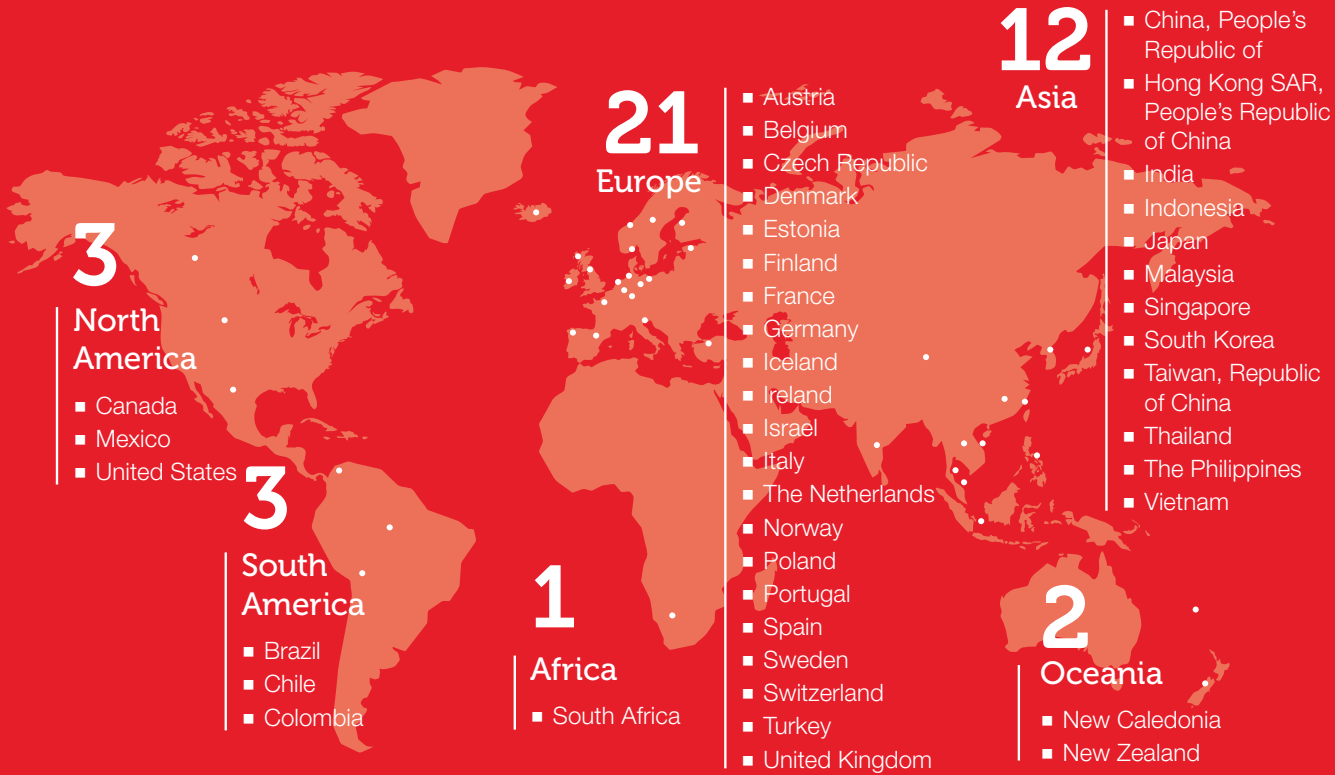 3
North
America
■ Canada
■ Mexico
■ United States
3
South
America
■ Brazil
■ Chile
■ Colombia
1
Africa
■ South Africa
21
Europe
■ Austria
■ Belgium
■ Czech Republic
■ Denmark
■ Estonia
■ Finland
■ France
■ Germany
■ Iceland
■ Ireland
■ Israel
■ Italy
■ The Netherlands
■ Norway
■ Poland
■ Portugal
■ Spain
■ Sweden
■ Switzerland
■ Turkey
■ United Kingdom
12
Asia
■ China, People’s
Republic of
■ Hong Kong SAR,
People’s Republic
of China
■ India
■ Indonesia
■ Japan
■ Malaysia
■ Singapore
■ South Korea
■ Taiwan, Republic
of China
■ Thailand
■ The Philippines
■ Vietnam
2
Oceania
■ New Caledonia
■ New Zealand